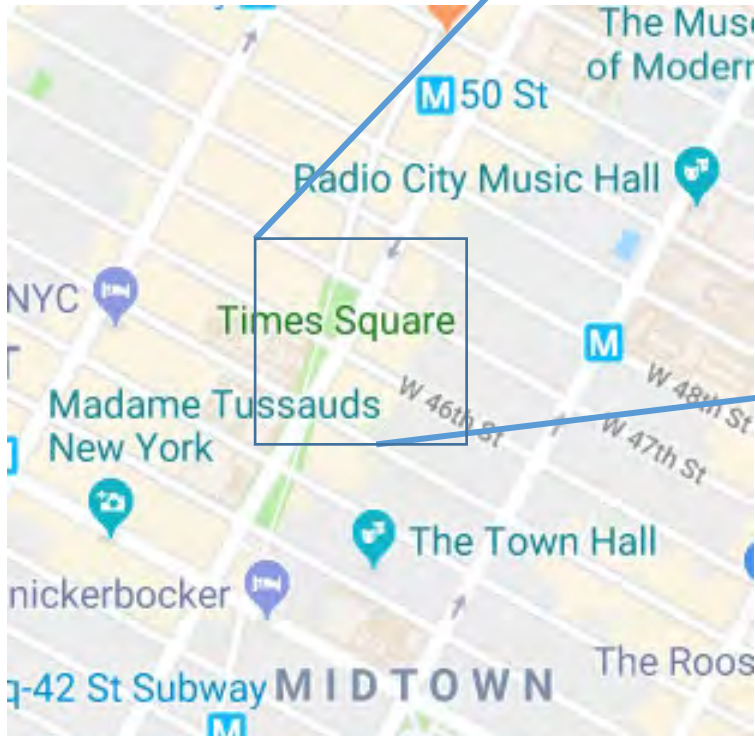 The Muse
of Modern
M 50 St
Radio City Music Hall
NYC
Times Square
M
W 48th St
W 46th St
W 47th St
Madame Tussauds
New York
The Town Hall
nickerbocker
The Roos
q-42 St Subway
MIDTOWN
M